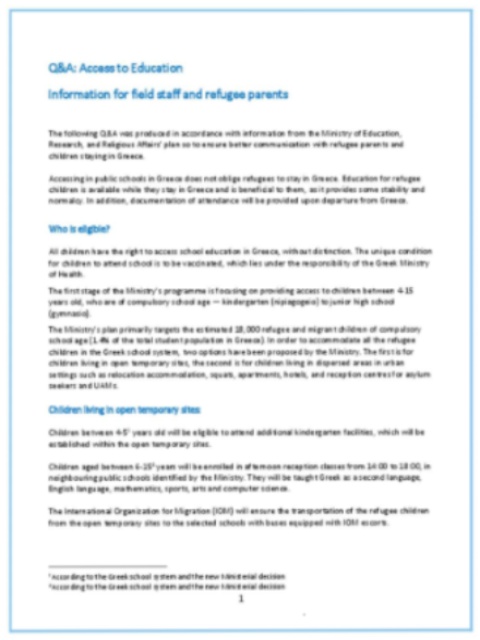 Q&A: Access to Education
Information for field staff and refugee parents
The following Q&A was produced in accordance with information from the Ministry of Education,
Research, and Religious Affairs' plan so to ensure better communication with refugee parents and
children staying in Greece.
Accessing in public schools in Greece does not oblige refugees to stay in Greece. Education for refugee
children is available while they stay in Greece and is beneficial to them, as it provides some stability and
normalcy. In addition, documentation of attendance will be provided upon departure from Greece.
Who is eligible?
All children have the right to access school education in Greece, without distinction. The unique condition
for children to attend school is to be vaccinated, which lies under the responsibility of the Greek Ministry
of Health.
The first stage of the Ministry's programme is focusing on providing access to children between 4-15
years old, who are of compulsory school age — kindergarten (nipiagogeio) to junior high school
(gymnasio).
The Ministry's plan primarily targets the estimated 18,000 refugee and migrant children of compulsory
school age (1.4% of the total student population in Greece). In order to accommodate all the refugee
children in the Greek school system, two options have been proposed by the Ministry. The first is for
children living in open temporary sites, the second is for children living in dispersed areas in urban
settings such as relocation accommodation, squats, apartments, hotels, and reception centres for asylum
seekers and UAMs.
Children living in open temporary sites
Children between 4-5¹ years old will be eligible to attend additional kindergarten facilities, which will be
established within the open temporary sites.
Children aged between 6-15² years will be enrolled in afternoon reception classes from 14:00 to 18:00, in
neighbouring public schools identified by the Ministry. They will be taught Greek as a second language,
English language, mathematics, sports, arts and computer science.
The International Organization for Migration (IOM) will ensure the transportation of the refugee children
from the open temporary sites to the selected schools with buses equipped with IOM escorts.
¹ According to the Greek school system and the new Ministerial decision
² According to the Greek school system and the new Ministerial decision
1